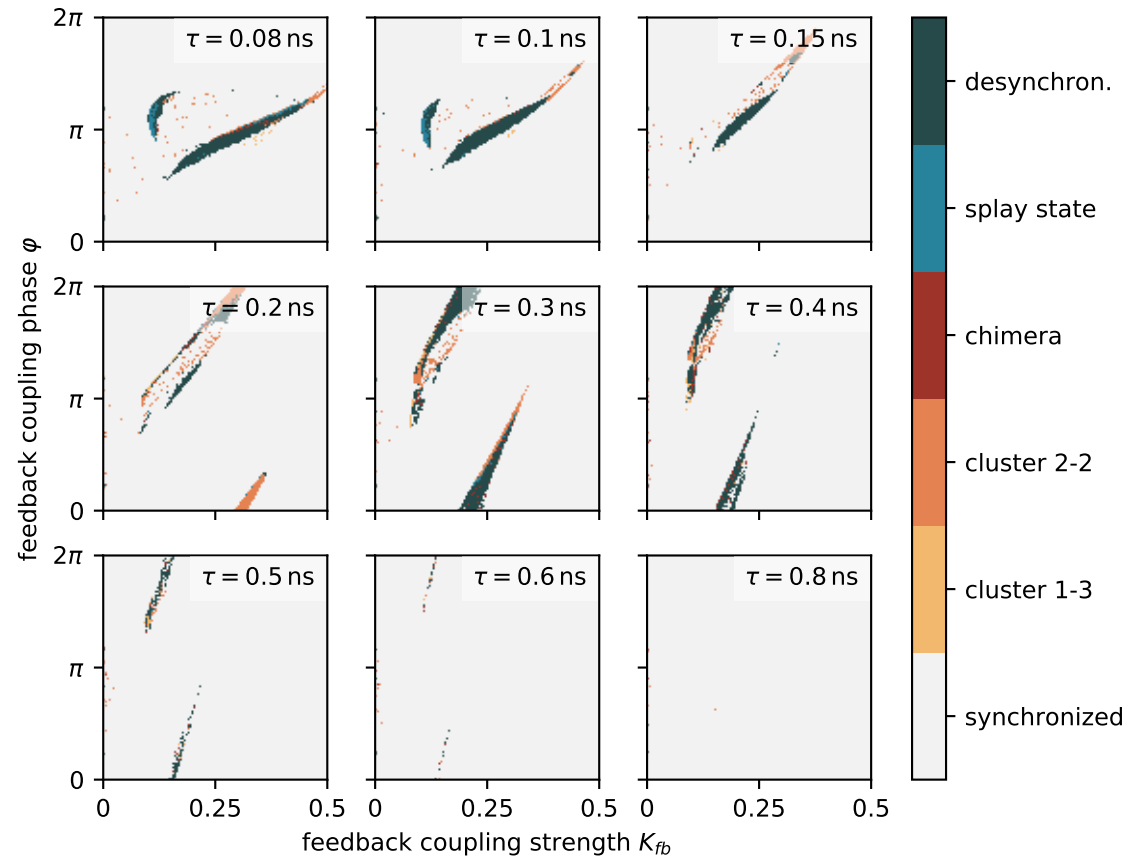 2π
π
0
τ = 0.08 ns
τ = 0.1 ns
τ = 0.15 ns
2π
π
0
τ = 0.2 ns
τ = 0.3 ns
τ = 0.4 ns
2π
π
0
τ = 0.5 ns
τ = 0.6 ns
τ = 0.8 ns
0 0.25 0.5
0 0.25 0.5
0 0.25 0.5
feedback coupling phase φ
feedback coupling strength K_{fb}
desynchron.
splay state
chimera
cluster 2-2
cluster 1-3
synchronized